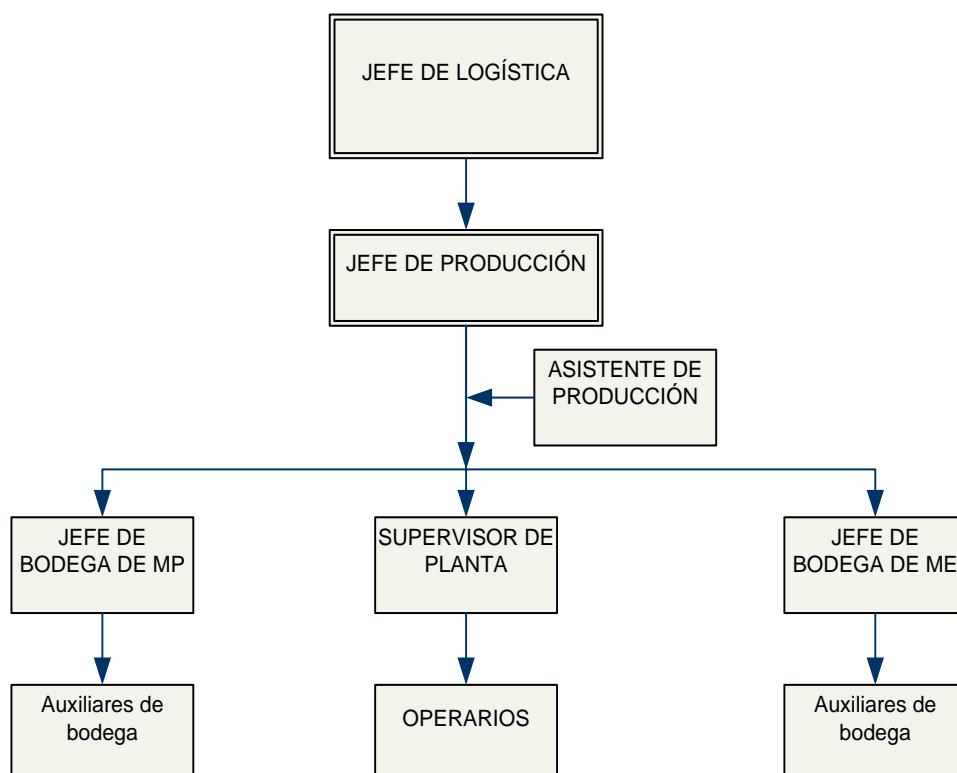 JEFE DE LOGÍSTICA
JEFE DE PRODUCCIÓN
ASISTENTE DE
PRODUCCIÓN
JEFE DE
BODEGA DE MP
SUPERVISOR DE
PLANTA
JEFE DE
BODEGA DE ME
Auxiliares de
bodega
OPERARIOS
Auxiliares de
bodega